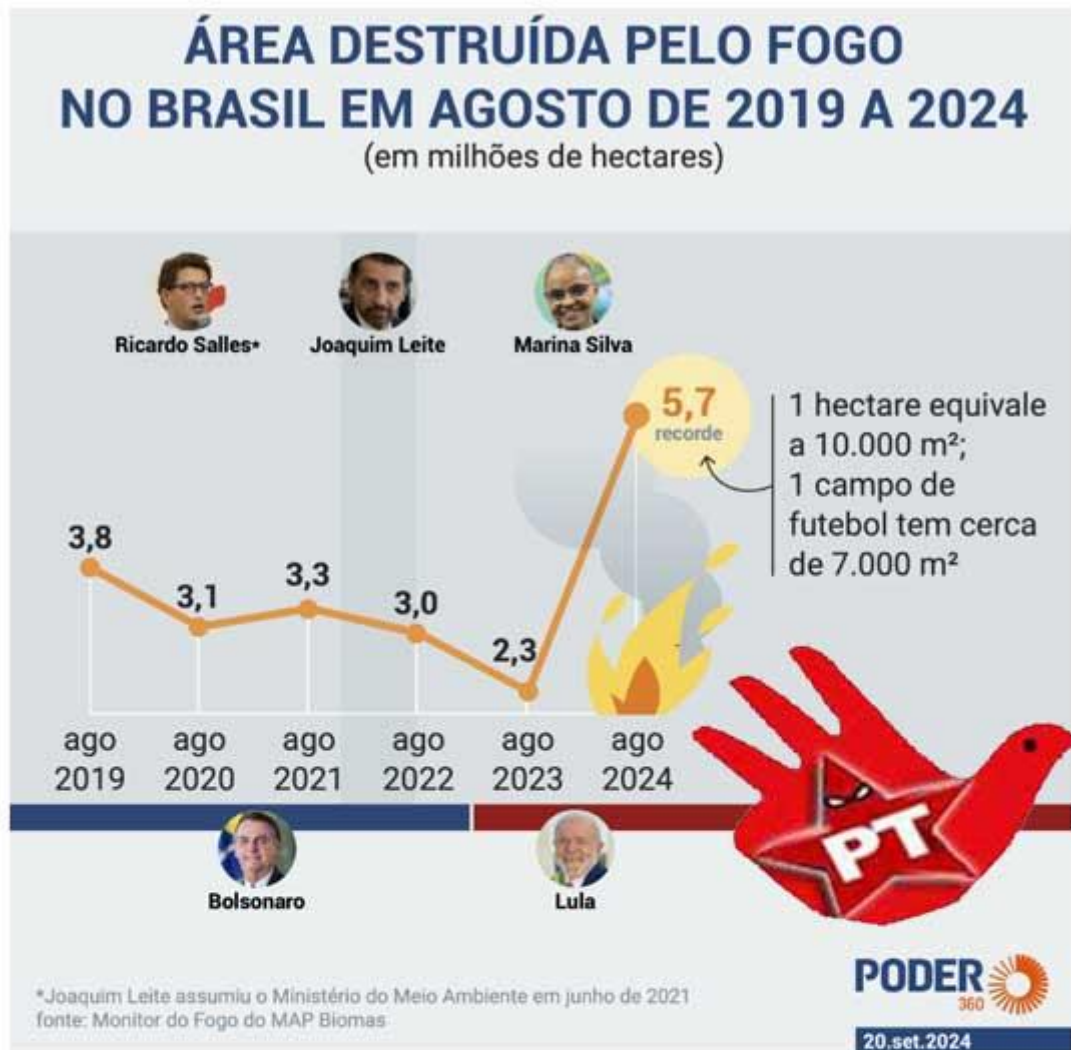 ÁREA DESTRUÍDA PELO FOGO
NO BRASIL EM AGOSTO DE 2019 A 2024
(em milhões de hectares)
Ricardo Salles*
Joaquim Leite
Marina Silva
5,7
recorde
1 hectare equivale
a 10.000 m²;
1 campo de
futebol tem cerca
de 7.000 m²
3,8
3,1
3,3
3,0
2,3
ago
2019
ago
2020
ago
2021
ago
2022
ago
2023
ago
2024
PT
Bolsonaro
Lula
*Joaquim Leite assumiu o Ministério do Meio Ambiente em junho de 2021
fonte: Monitor do Fogo do MAP Biomas
PODER
360
20.set.2024